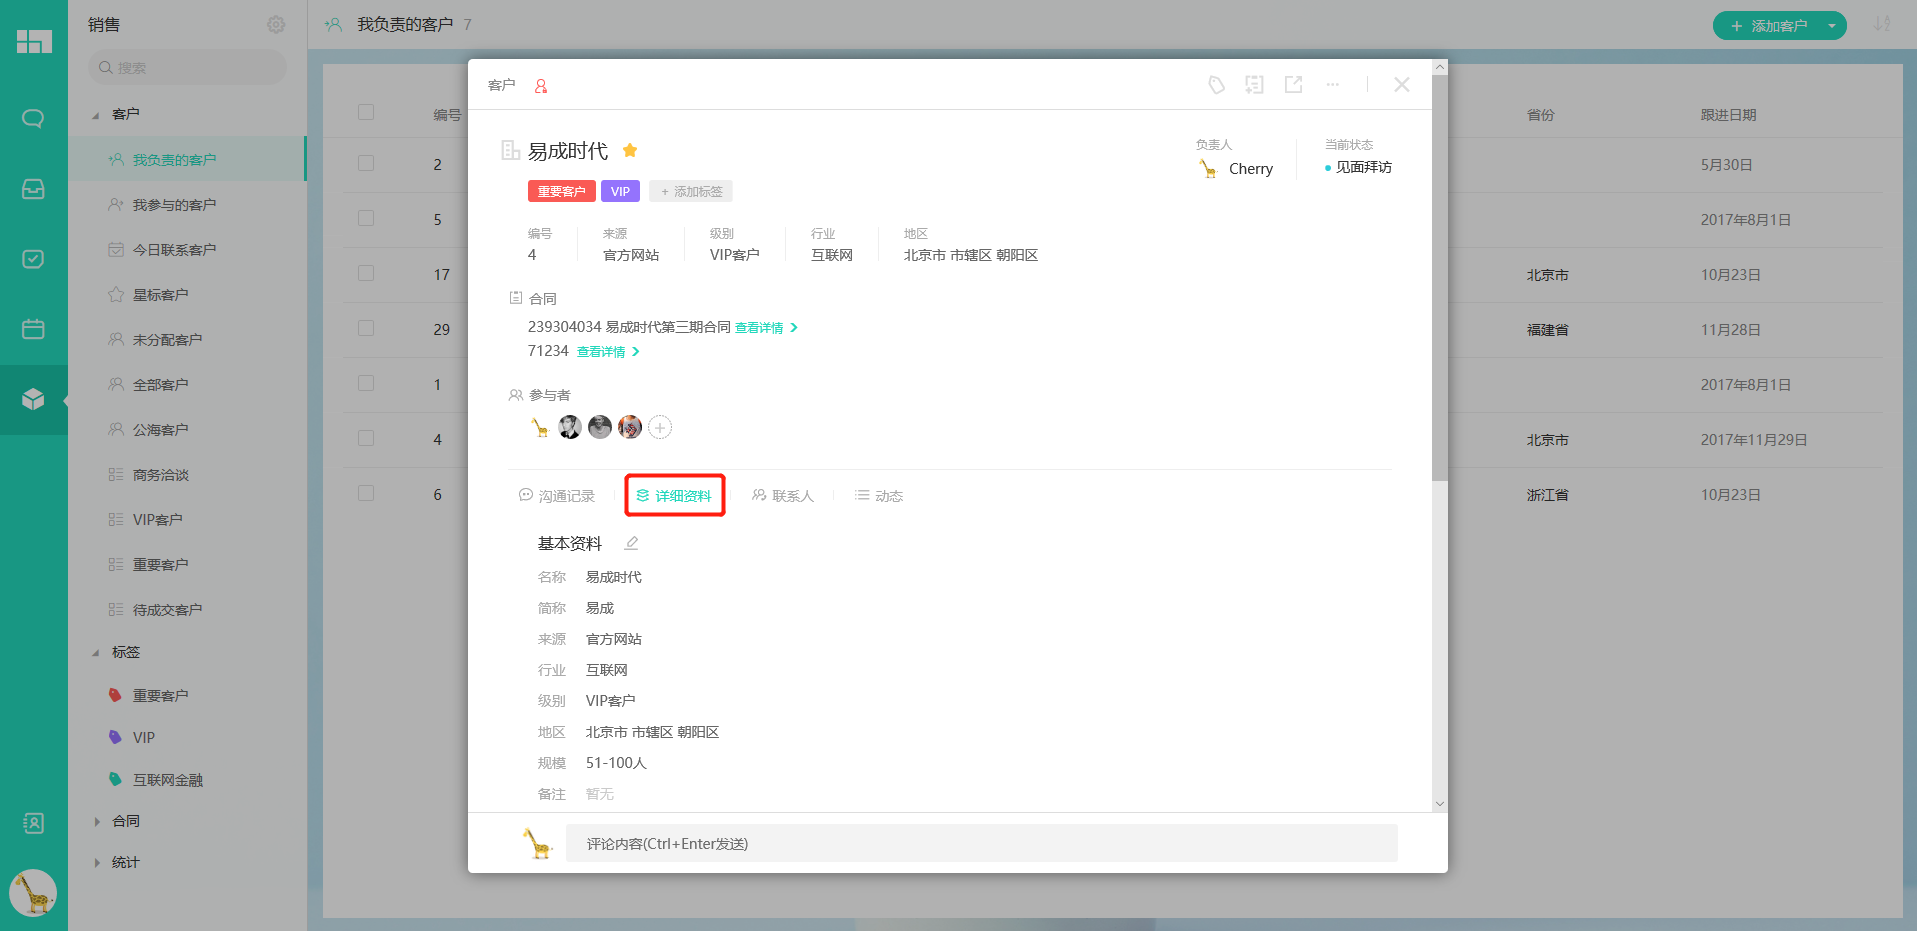 销售
搜索
客户
我负责的客户
我参与的客户
今日联系客户
星标客户
未分配客户
全部客户
公海客户
商务洽谈
VIP客户
重要客户
待成交客户
标签
重要客户
VIP
互联网金融
合同
统计
我负责的客户 7
+ 添加客户
编号 省份 跟进日期
2 5月30日
5 2017年8月1日
17 北京市 10月23日
29 福建省 11月28日
1 2017年8月1日
4 北京市 2017年11月29日
6 浙江省 10月23日
客户
易成时代
负责人 当前状态
Cherry 见面拜访
重要客户 VIP + 添加标签
编号 来源 级别 行业 地区
4 官方网站 VIP客户 互联网 北京市 市辖区 朝阳区
合同
239304034 易成时代第三期合同 查看详情 >
71234 查看详情 >
参与者
沟通记录 详细资料 联系人 动态
基本资料
名称 易成时代
简称 易成
来源 官方网站
行业 互联网
级别 VIP客户
地区 北京市 市辖区 朝阳区
规模 51-100人
备注 暂无
评论内容(Ctrl+Enter发送)